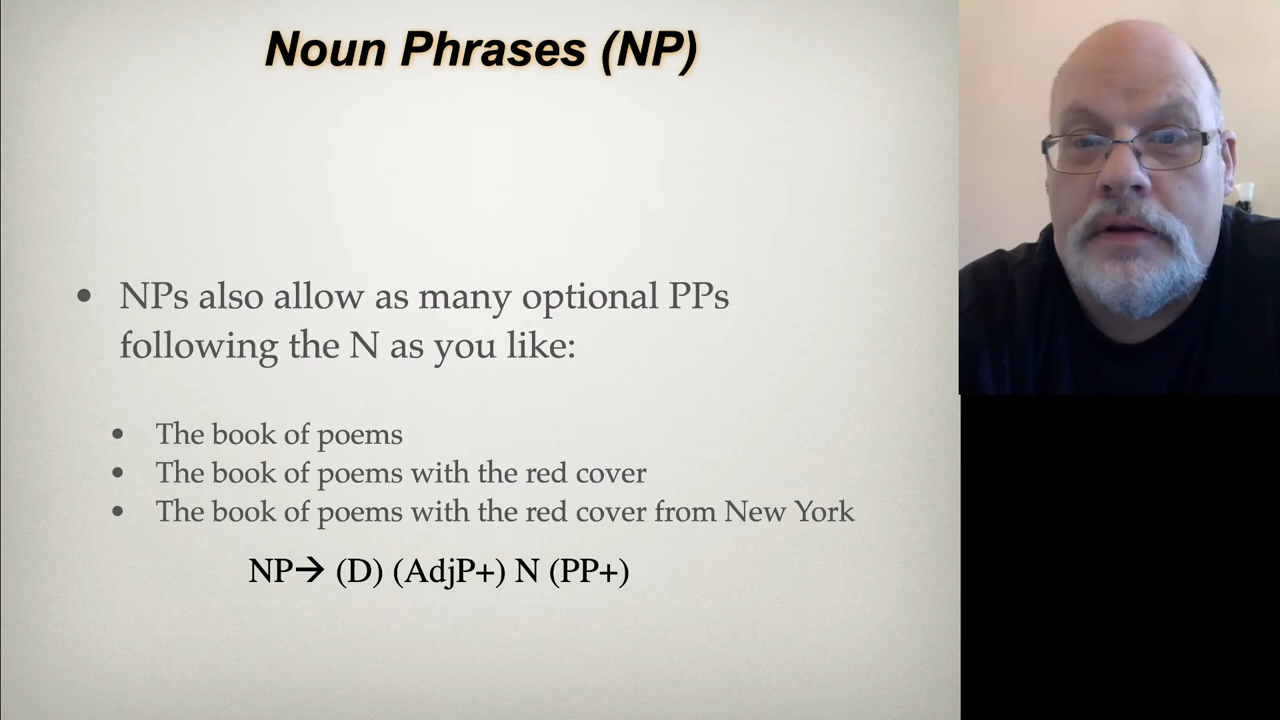 Noun Phrases (NP)
• NPs also allow as many optional PPs
following the N as you like:
• The book of poems
• The book of poems with the red cover
• The book of poems with the red cover from New York
NP→ (D) (AdjP+) N (PP+)